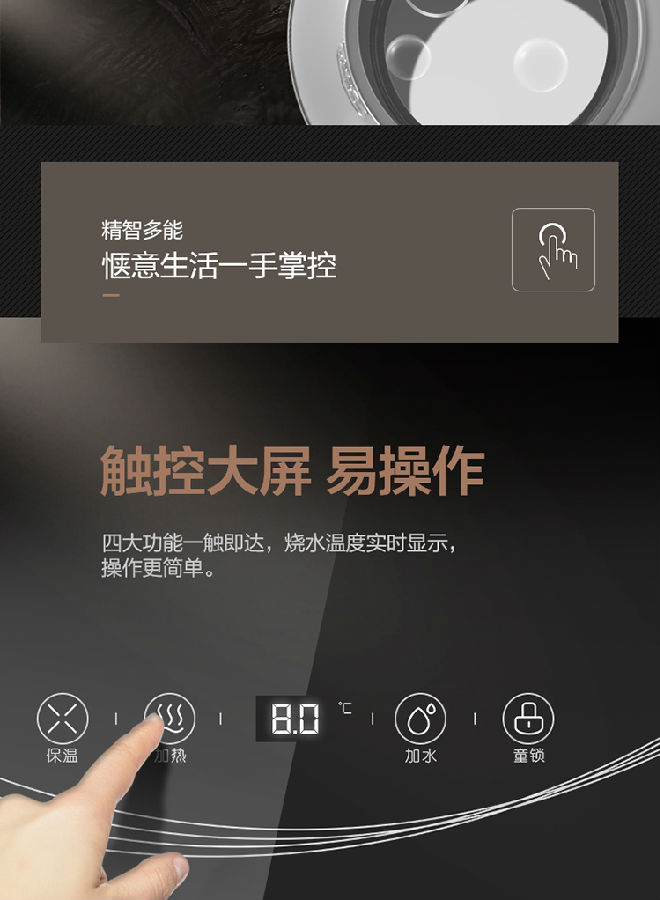 精智多能
惬意生活一手掌控
触控大屏 易操作
四大功能一触即达，烧水温度实时显示，
操作更简单。
8.0 ℃
保温
加热
加水
童锁